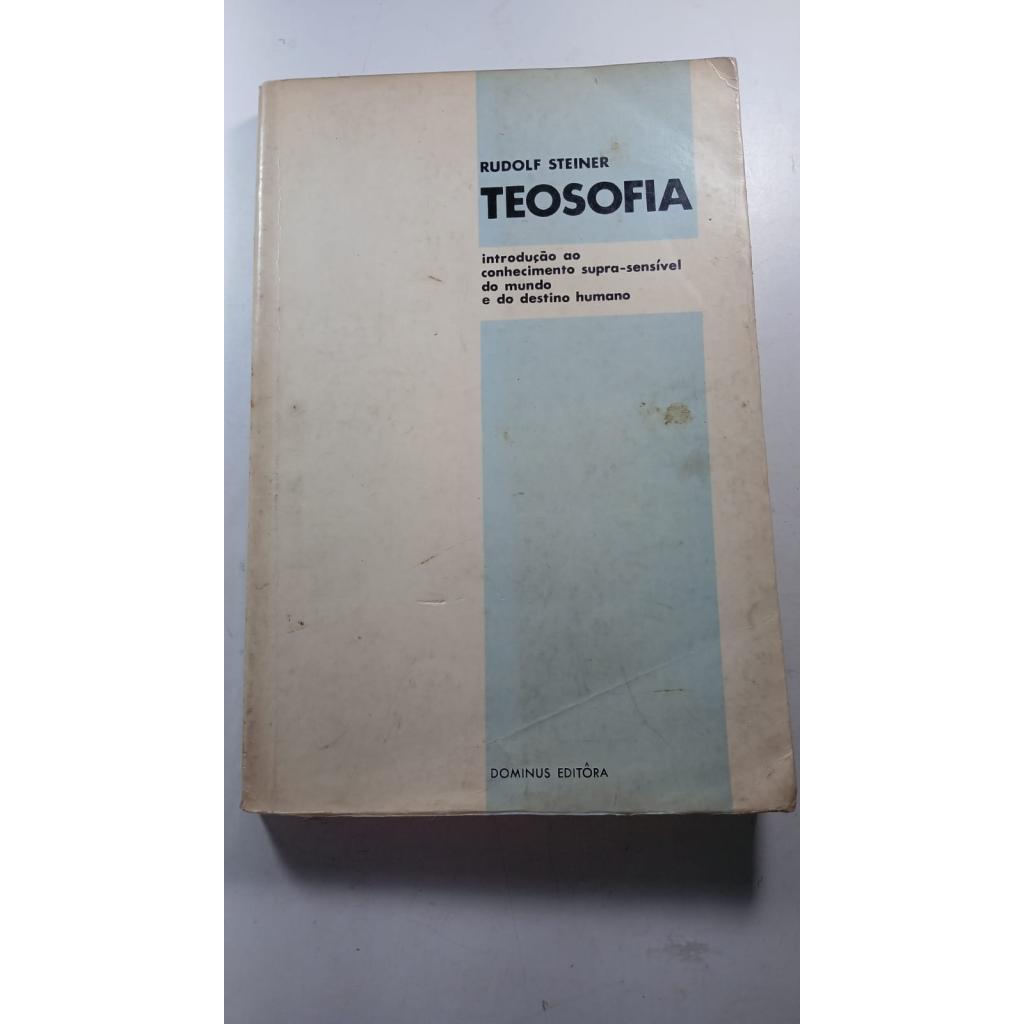 RUDOLF STEINER
TEOSOFIA
introdução ao
conhecimento supra-sensível
do mundo
e do destino humano
DOMINUS EDITÔRA